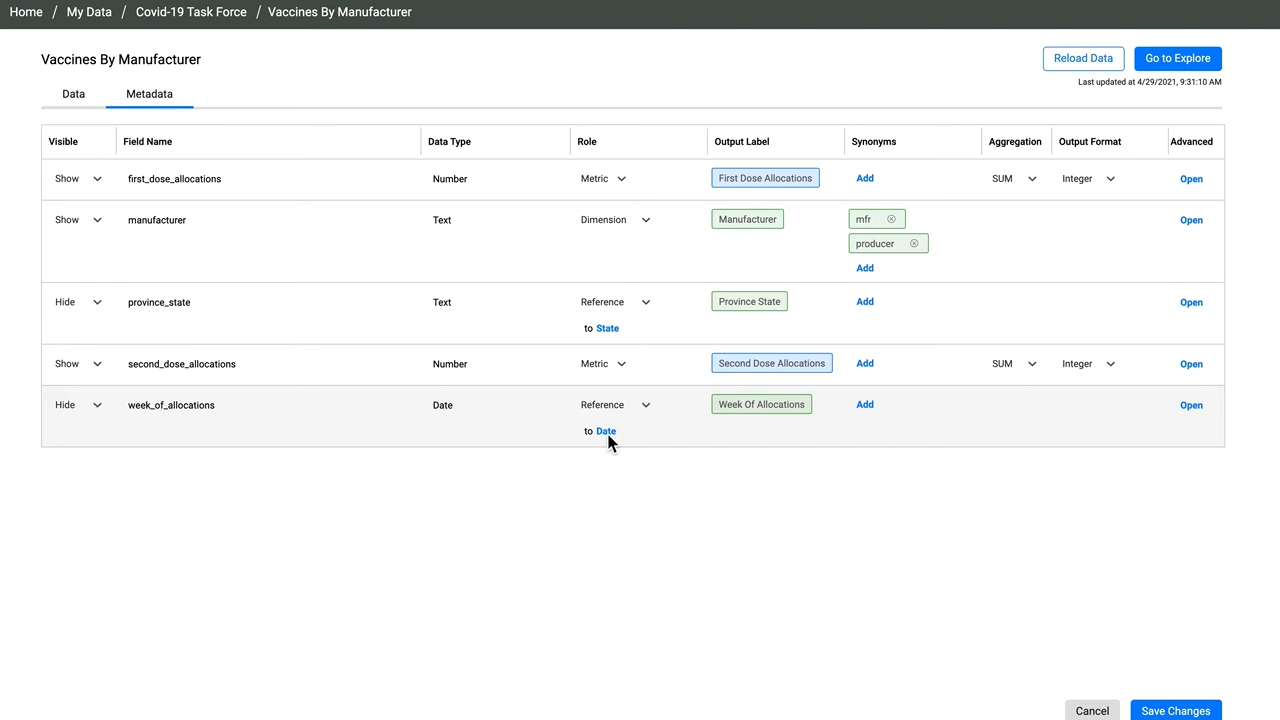 Home / My Data / Covid-19 Task Force / Vaccines By Manufacturer
Vaccines By Manufacturer
Reload Data
Go to Explore
Last updated at 4/29/2021, 9:31:10 AM
Data
Metadata
Visible Field Name Data Type Role Output Label Synonyms Aggregation Output Format Advanced
Show first_dose_allocations Number Metric First Dose Allocations Add SUM Integer Open
Show manufacturer Text Dimension Manufacturer mfr Open
producer
Add
Hide province_state Text Reference Province State Add Open
to State
Show second_dose_allocations Number Metric Second Dose Allocations Add SUM Integer Open
Hide week_of_allocations Date Reference Week Of Allocations Add Open
to Date
Cancel
Save Changes